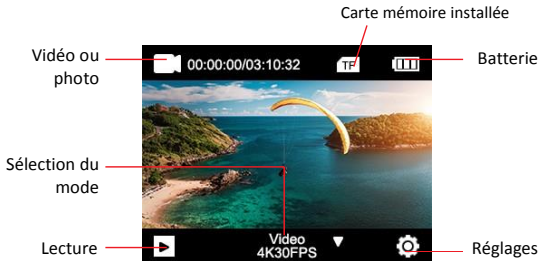 Carte mémoire installée
Vidéo ou
photo
00:00:00/03:10:32
TF
Batterie
Sélection du
mode
Lecture
Video
4K30FPS
Réglages